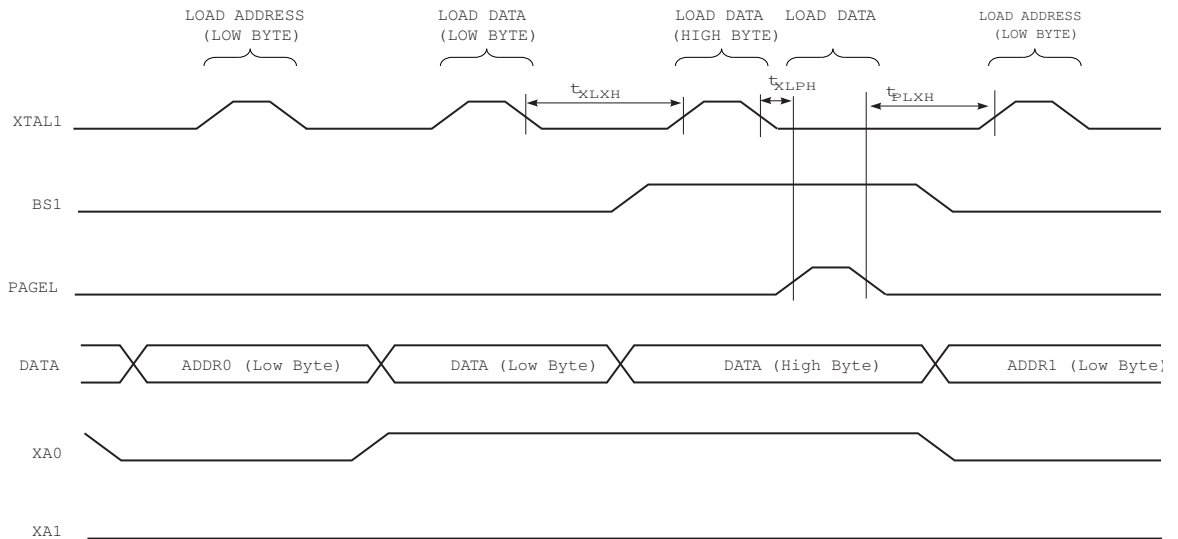 LOAD ADDRESS
(LOW BYTE)
LOAD DATA
(LOW BYTE)
LOAD DATA
(HIGH BYTE)
LOAD DATA
LOAD ADDRESS
(LOW BYTE)
tXLXH
tXLPH
tPLXH
XTAL1
BS1
PAGEL
DATA
ADDR0 (Low Byte)
DATA (Low Byte)
DATA (High Byte)
ADDR1 (Low Byte)
XA0
XA1